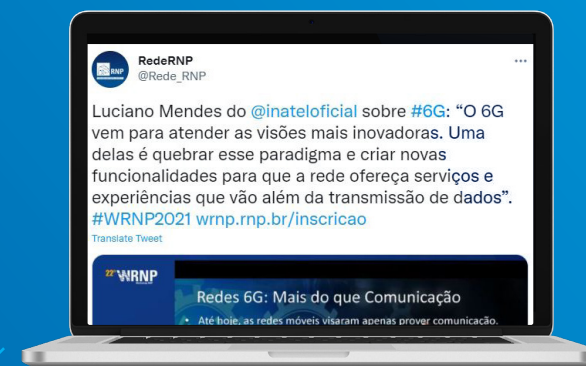 RNP
RedeRNP
@Rede_RNP
Luciano Mendes do @inateloficial sobre #6G: “O 6G
vem para atender as visões mais inovadoras. Uma
delas é quebrar esse paradigma e criar novas
funcionalidades para que a rede ofereça serviços e
experiências que vão além da transmissão de dados”.
#WRNP2021 wrnp.rnp.br/inscricao
Translate Tweet
22º WRNP
Redes 6G: Mais do que Comunicação
• Até hoje, as redes móveis visaram apenas prover comunicação.